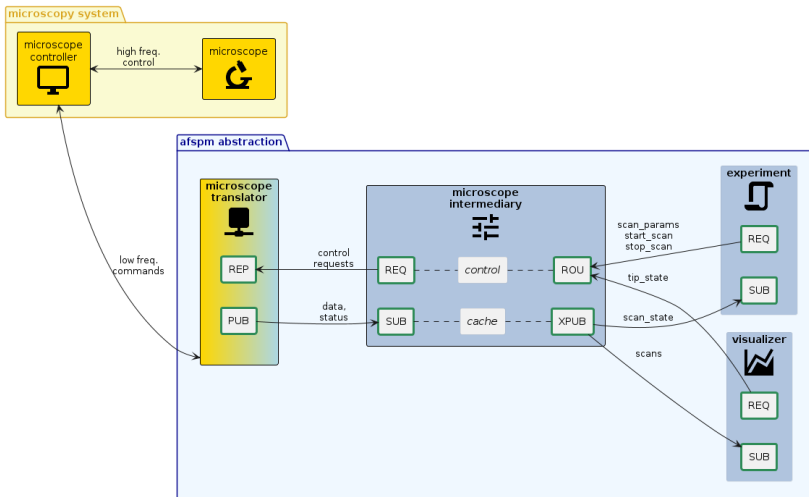 microscopy system
microscope
controller
high freq.
control
microscope
afspm abstraction
microscope
translator
microscope
intermediary
experiment
scan_params
start_scan
stop_scan
REQ
low freq.
commands
control
requests
REP
REQ
control
ROU
tip_state
SUB
data,
status
PUB
SUB
cache
XPUB
scan_state
visualizer
scans
REQ
SUB